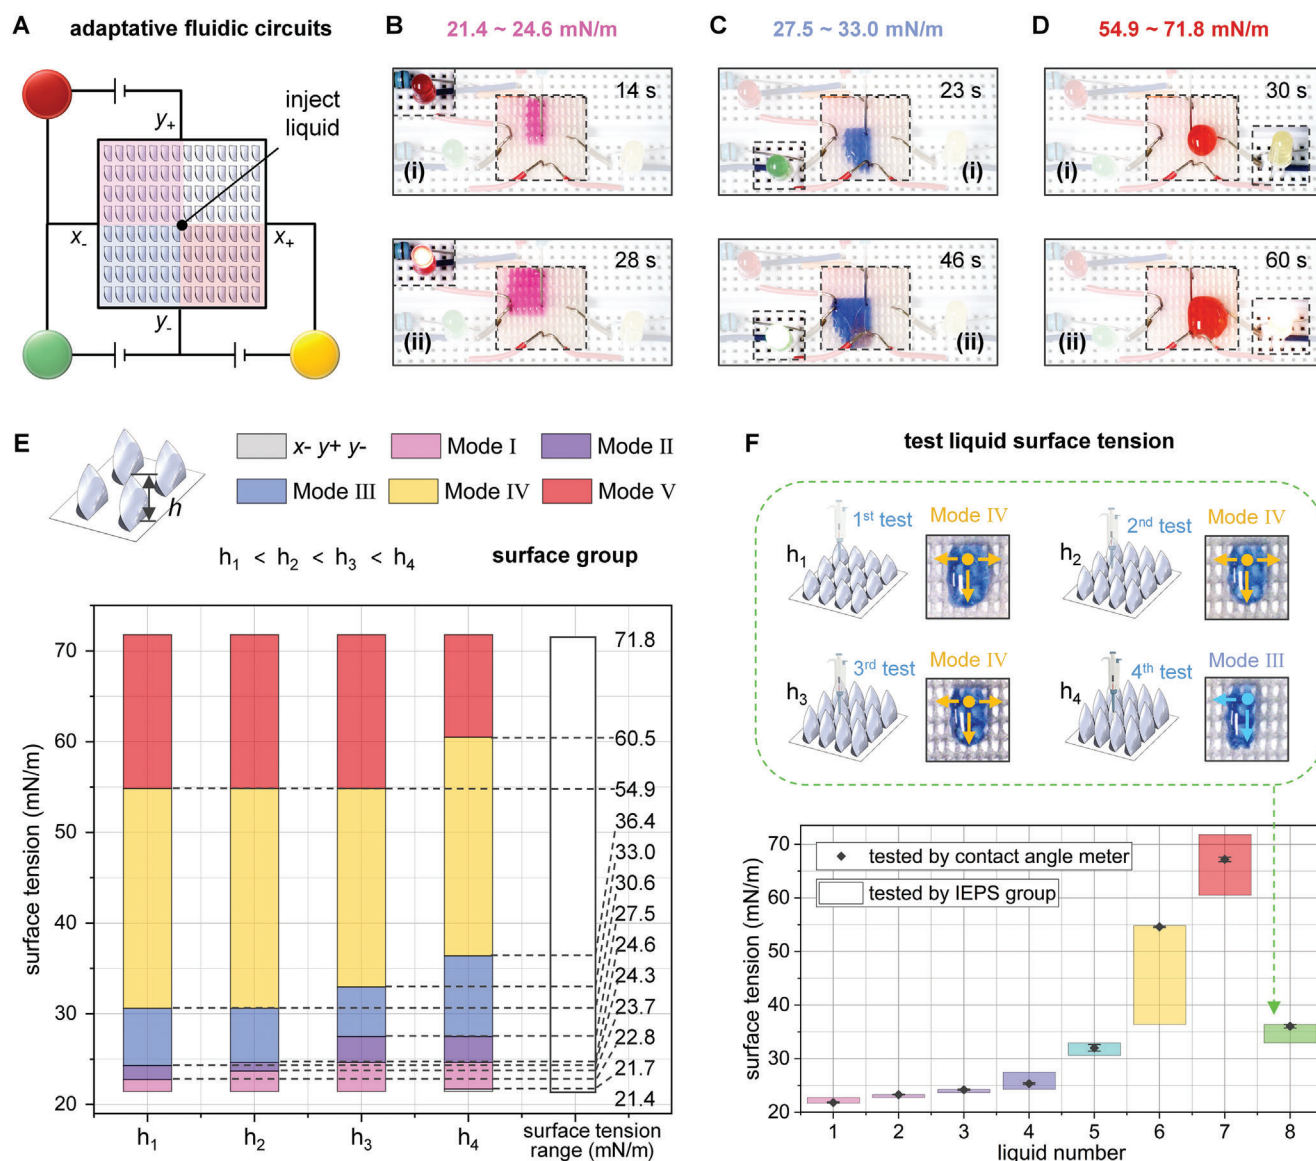 A adaptative fluidic circuits
inject
liquid
y+
x-
x+
y-
B 21.4 ~ 24.6 mN/m
14 s
(i)
28 s
(ii)
C 27.5 ~ 33.0 mN/m
23 s
(i)
46 s
(ii)
D 54.9 ~ 71.8 mN/m
30 s
(i)
60 s
(ii)
E
h
x- y+ y-
Mode I
Mode II
Mode III
Mode IV
Mode V
h1 < h2 < h3 < h4
surface group
surface tension (mN/m)
70
60
50
40
30
20
71.8
60.5
54.9
36.4
33.0
30.6
27.5
24.6
24.3
23.7
22.8
21.7
21.4
h1
h2
h3
h4
surface tension
range (mN/m)
F test liquid surface tension
h1
1st test
Mode IV
h2
2nd test
Mode IV
h3
3rd test
Mode IV
h4
4th test
Mode III
surface tension (mN/m)
70
60
50
40
30
20
tested by contact angle meter
tested by IEPS group
1 2 3 4 5 6 7 8
liquid number